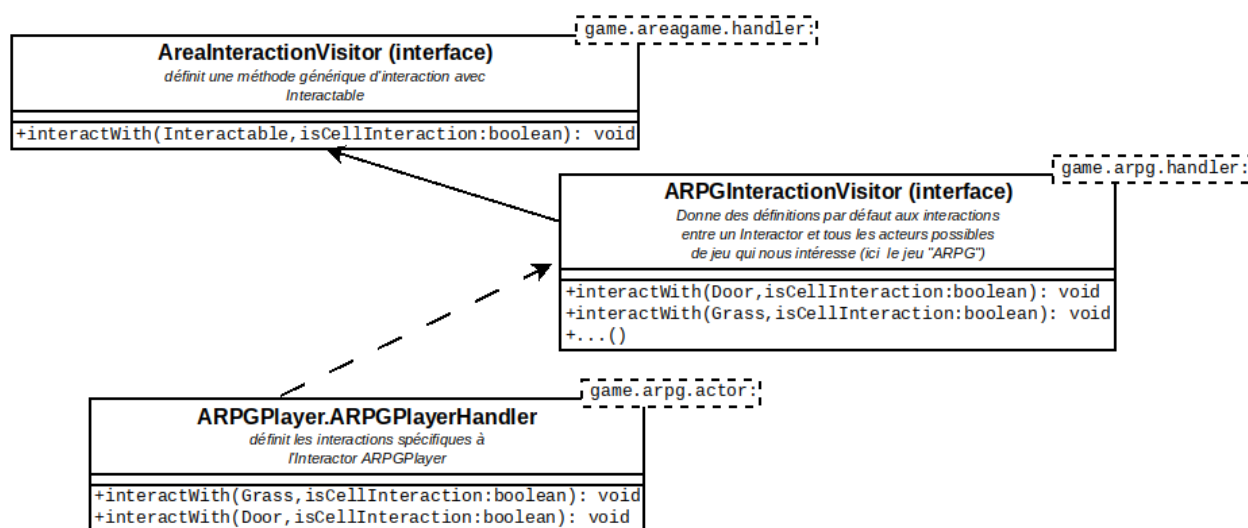 game.areagame.handler:
AreaInteractionVisitor (interface)
définit une méthode générique d'interaction avec
Interactable
+interactWith(Interactable,isCellInteraction:boolean): void
game.arpg.handler:
ARPGInteractionVisitor (interface)
Donne des définitions par défaut aux interactions
entre un Interactor et tous les acteurs possibles
de jeu qui nous intéresse (ici le jeu "ARPG")
+interactWith(Door,isCellInteraction:boolean): void
+interactWith(Grass,isCellInteraction:boolean): void
+...()
game.arpg.actor:
ARPGPlayer.ARPGPlayerHandler
définit les interactions spécifiques à
l'Interactor ARPGPlayer
+interactWith(Grass,isCellInteraction:boolean): void
+interactWith(Door,isCellInteraction:boolean): void